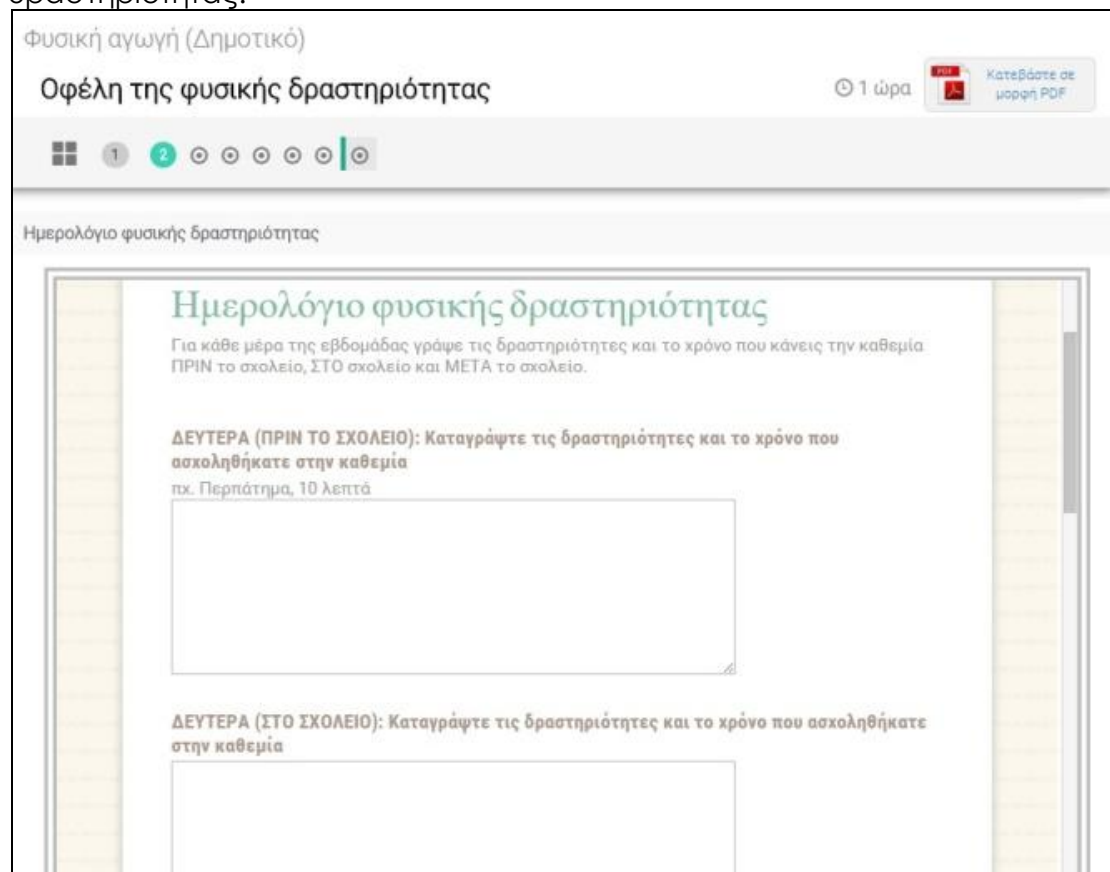 δραστηριότητας.
Φυσική αγωγή (Δημοτικό)
Οφέλη της φυσικής δραστηριότητας
1 ώρα
PDF
Κατεβάστε σε
μορφή PDF
1 2
Ημερολόγιο φυσικής δραστηριότητας
Ημερολόγιο φυσικής δραστηριότητας
Για κάθε μέρα της εβδομάδας γράψε τις δραστηριότητες και το χρόνο που κάνεις την καθεμία
ΠΡΙΝ το σχολείο, ΣΤΟ σχολείο και ΜΕΤΑ το σχολείο.
ΔΕΥΤΕΡΑ (ΠΡΙΝ ΤΟ ΣΧΟΛΕΙΟ): Καταγράψτε τις δραστηριότητες και το χρόνο που
ασχοληθήκατε στην καθεμία
πχ. Περπάτημα, 10 λεπτά
ΔΕΥΤΕΡΑ (ΣΤΟ ΣΧΟΛΕΙΟ): Καταγράψτε τις δραστηριότητες και το χρόνο που ασχοληθήκατε
στην καθεμία